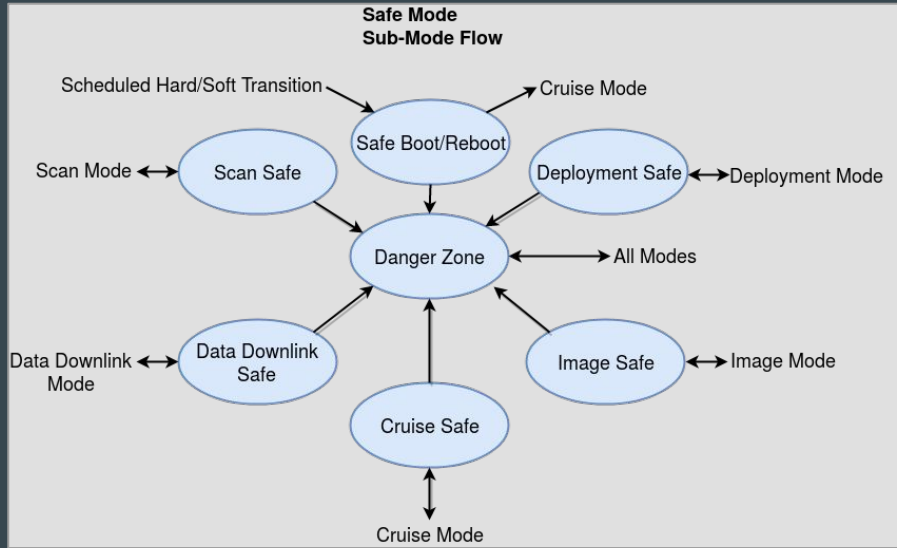 Safe Mode
Sub-Mode Flow
Scheduled Hard/Soft Transition
Cruise Mode
Safe Boot/Reboot
Scan Mode
Scan Safe
Deployment Safe
Deployment Mode
Danger Zone
All Modes
Data Downlink
Mode
Data Downlink
Safe
Image Safe
Image Mode
Cruise Safe
Cruise Mode